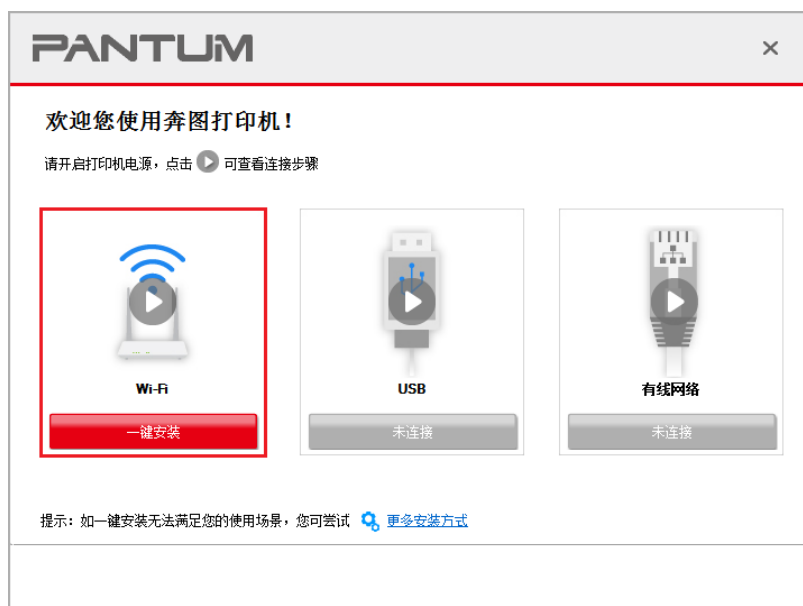 PANTUM
欢迎您使用奔图打印机！
请开启打印机电源，点击 可查看连接步骤
Wi-Fi
USB
有线网络
一键安装
未连接
未连接
提示：如一键安装无法满足您的使用场景，您可尝试 更多安装方式